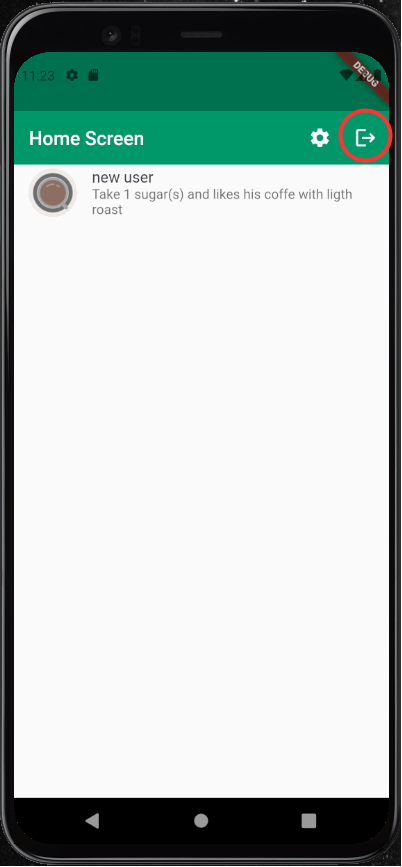 11:23
DEBUG
Home Screen
new user
Take 1 sugar(s) and likes his coffe with ligth
roast